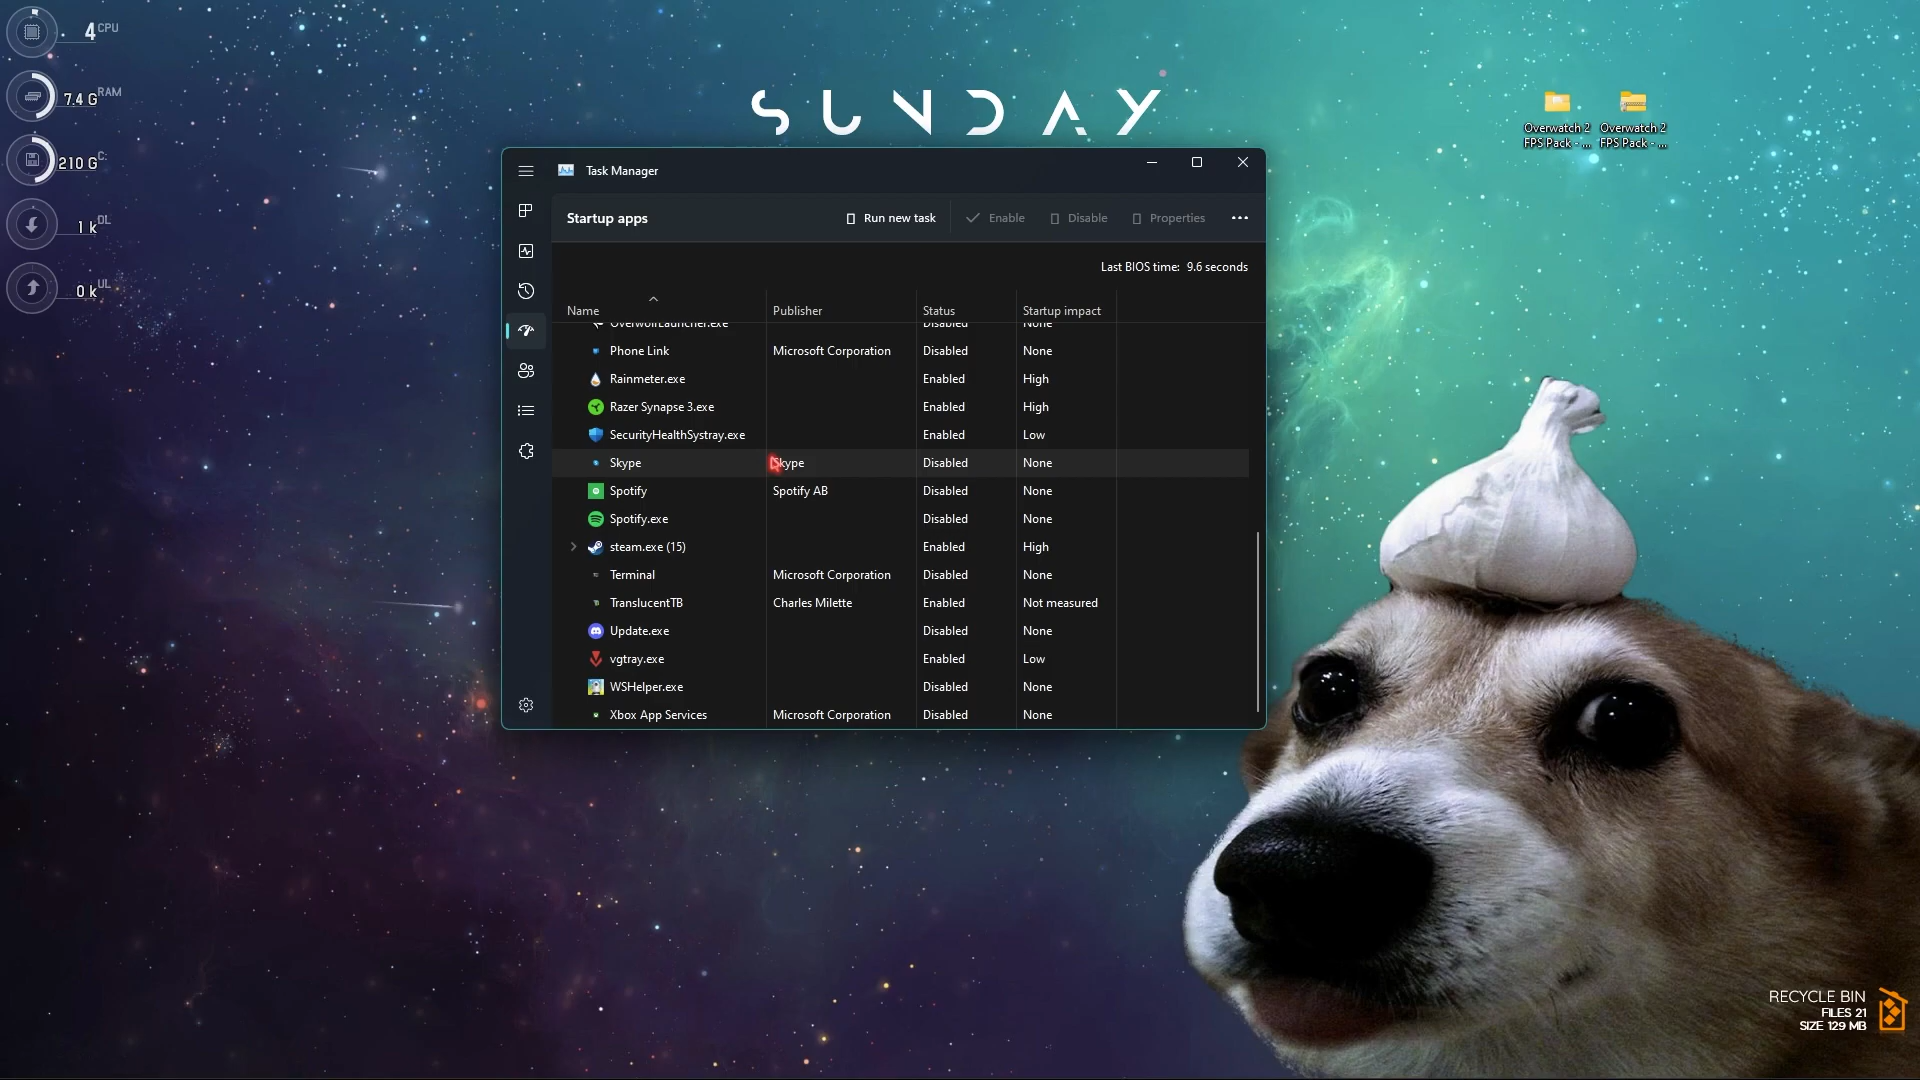 4 CPU
7.4 G RAM
210 G C:
1 k DL
0 k UL
SUNDAY
Overwatch 2
FPS Pack - ...
Overwatch 2
FPS Pack - ...
Task Manager
Startup apps
Run new task
Enable
Disable
Properties
Last BIOS time: 9.6 seconds
Name Publisher Status Startup impact
OverwolfLauncher.exe Disabled None
Phone Link Microsoft Corporation Disabled None
Rainmeter.exe Enabled High
Razer Synapse 3.exe Enabled High
SecurityHealthSystray.exe Enabled Low
Skype Skype Disabled None
Spotify Spotify AB Disabled None
Spotify.exe Disabled None
steam.exe (15) Enabled High
Terminal Microsoft Corporation Disabled None
TranslucentTB Charles Milette Enabled Not measured
Update.exe Disabled None
vgtray.exe Enabled Low
WSHelper.exe Disabled None
Xbox App Services Microsoft Corporation Disabled None
RECYCLE BIN
FILES 21
SIZE 129 MB